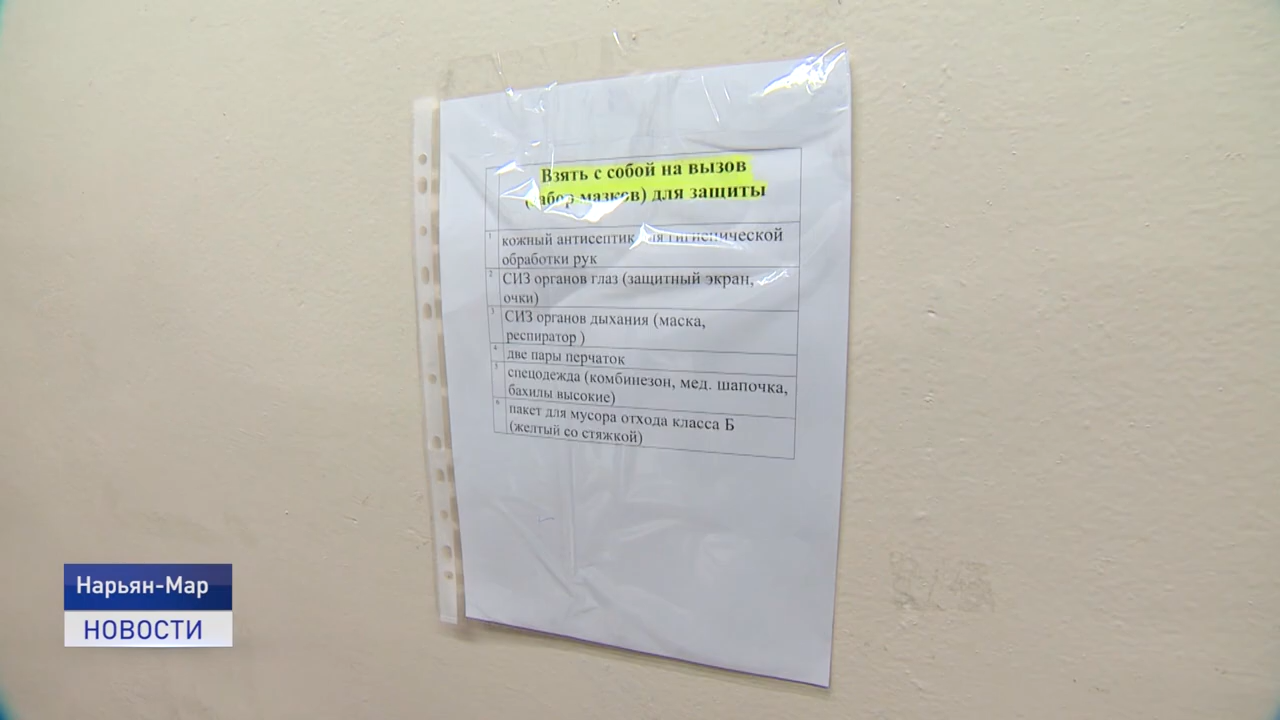 Взять с собой на вызов
мазков) для защиты
1 кожный антисептик для гигиенической
обработки рук
2 СИЗ органов глаз (защитный экран,
очки)
3 СИЗ органов дыхания (маска,
респиратор )
4 две пары перчаток
5 спецодежда (комбинезон, мед. шапочка,
бахилы высокие)
6 пакет для мусора отхода класса Б
(желтый со стяжкой)
Нарьян-Мар
НОВОСТИ